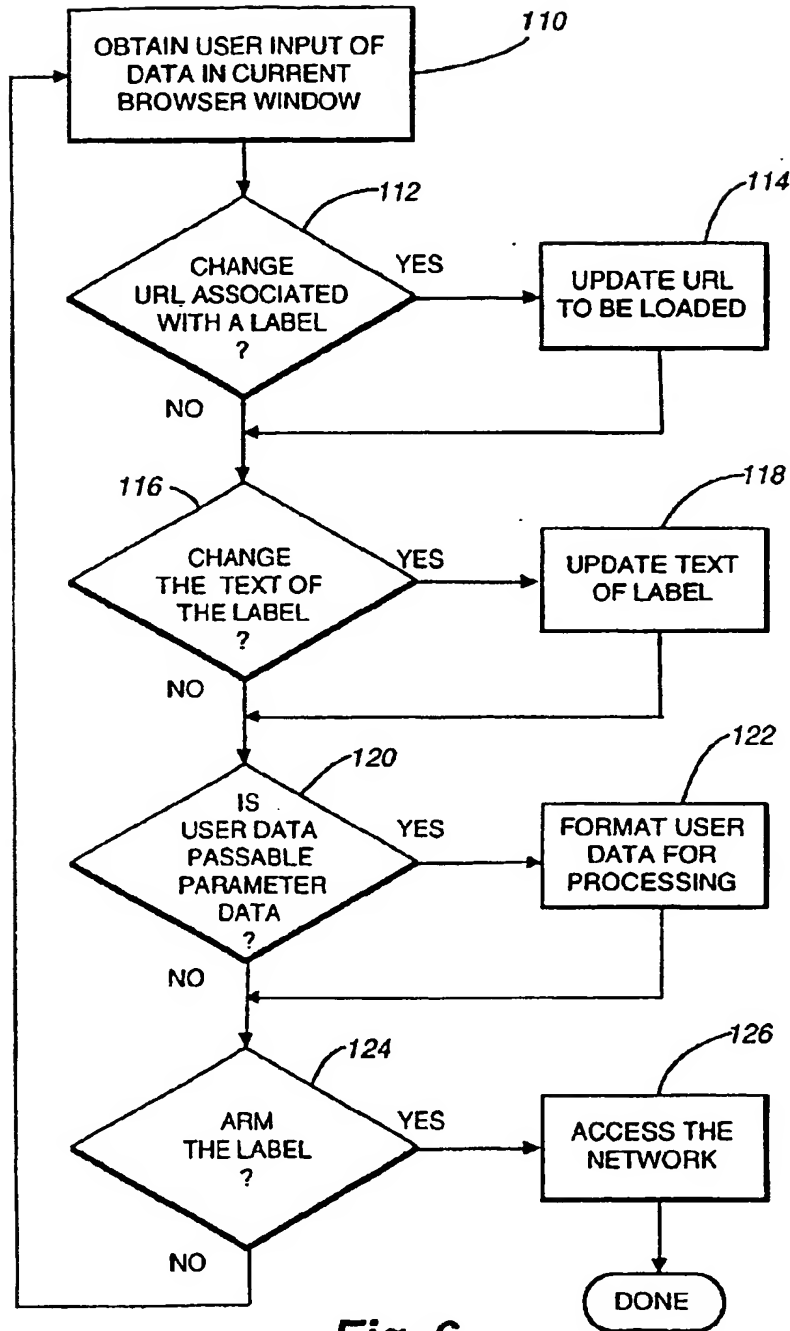 OBTAIN USER INPUT OF
DATA IN CURRENT
BROWSER WINDOW
110
112
CHANGE
URL ASSOCIATED
WITH A LABEL
?
YES
NO
114
UPDATE URL
TO BE LOADED
116
CHANGE
THE TEXT OF
THE LABEL
?
YES
NO
118
UPDATE TEXT
OF LABEL
120
IS
USER DATA
PASSABLE
PARAMETER
DATA
?
YES
NO
122
FORMAT USER
DATA FOR
PROCESSING
124
ARM
THE LABEL
?
YES
NO
126
ACCESS THE
NETWORK
DONE
Fig. 6